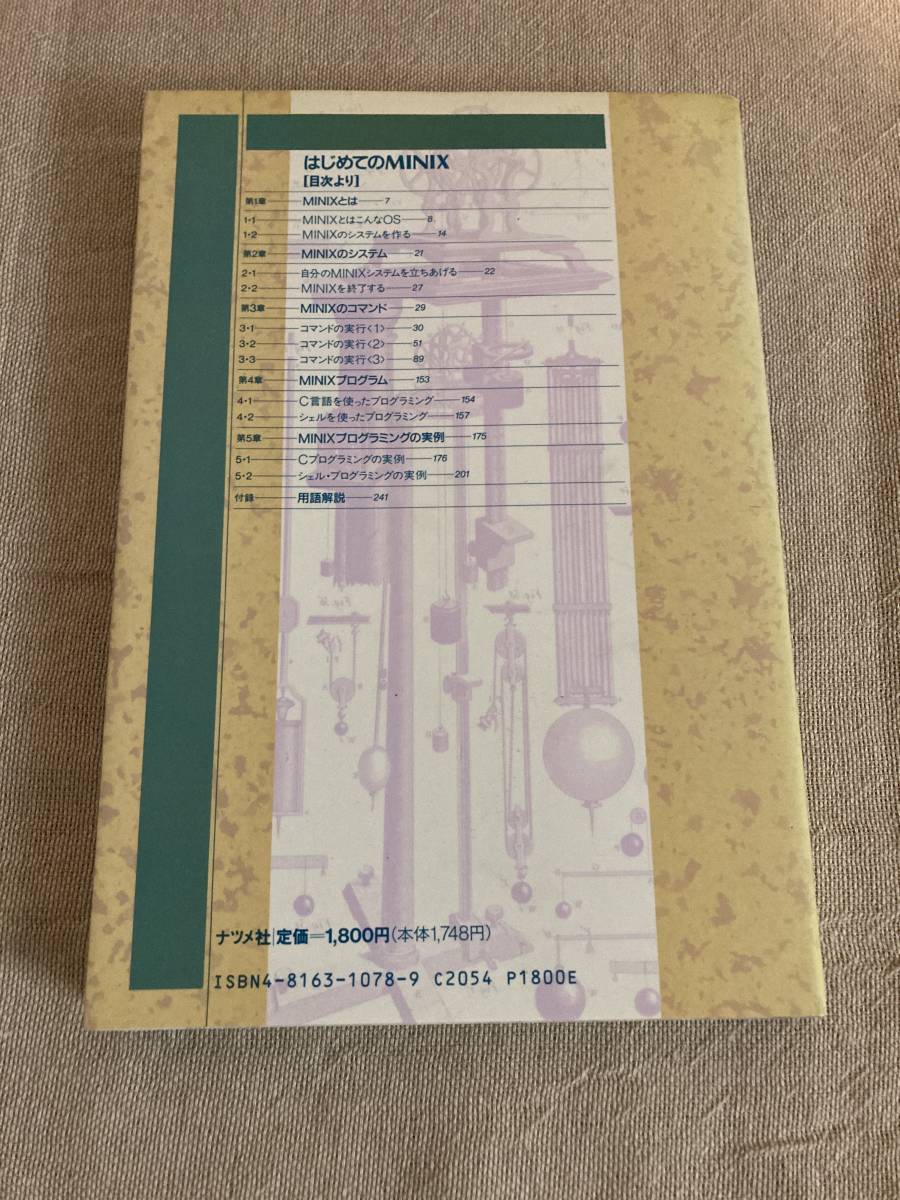 はじめてのMINIX
[目次より]
第1章 MINIXとは 7
1・1 MINIXとはこんなOS 8
1・2 MINIXのシステムを作る 14
第2章 MINIXのシステム 21
2・1 自分のMINIXシステムを立ちあげる 22
2・2 MINIXを終了する 27
第3章 MINIXのコマンド 29
3・1 コマンドの実行〈1〉 30
3・2 コマンドの実行〈2〉 51
3・3 コマンドの実行〈3〉 89
第4章 MINIXプログラム 153
4・1 C言語を使ったプログラミング 154
4・2 シェルを使ったプログラミング 157
第5章 MINIXプログラミングの実例 175
5・1 Cプログラミングの実例 176
5・2 シェル・プログラミングの実例 201
付録 用語解説 241
ナツメ社|定価=1,800円(本体1,748円)
ISBN4-8163-1078-9 C2054 P1800E